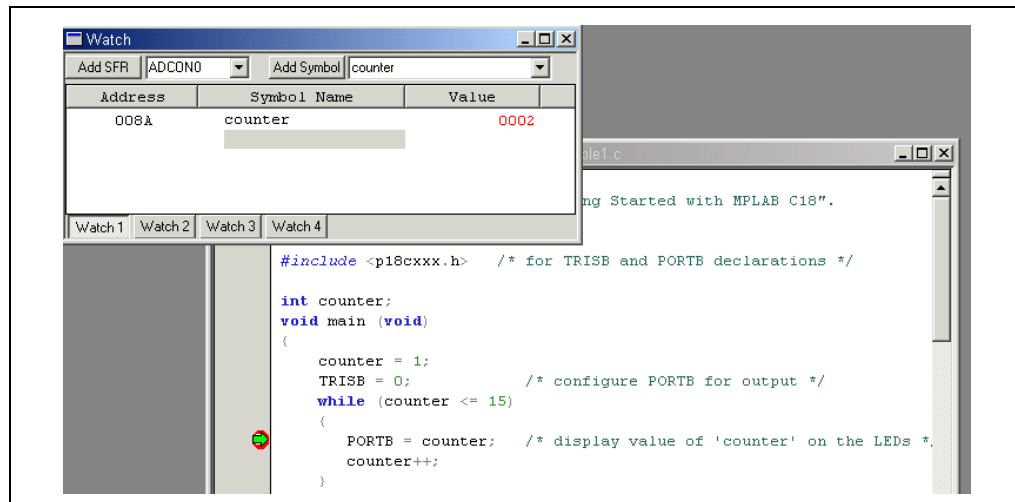 Watch
Add SFR ADCON0 Add Symbol counter
Address Symbol Name Value
008A counter 0002
Watch 1 Watch 2 Watch 3 Watch 4
ple1.c
ng Started with MPLAB C18".
#include <p18cxxx.h> /* for TRISB and PORTB declarations */
int counter;
void main (void)
{
counter = 1;
TRISB = 0; /* configure PORTB for output */
while (counter <= 15)
{
PORTB = counter; /* display value of 'counter' on the LEDs *
counter++;
}